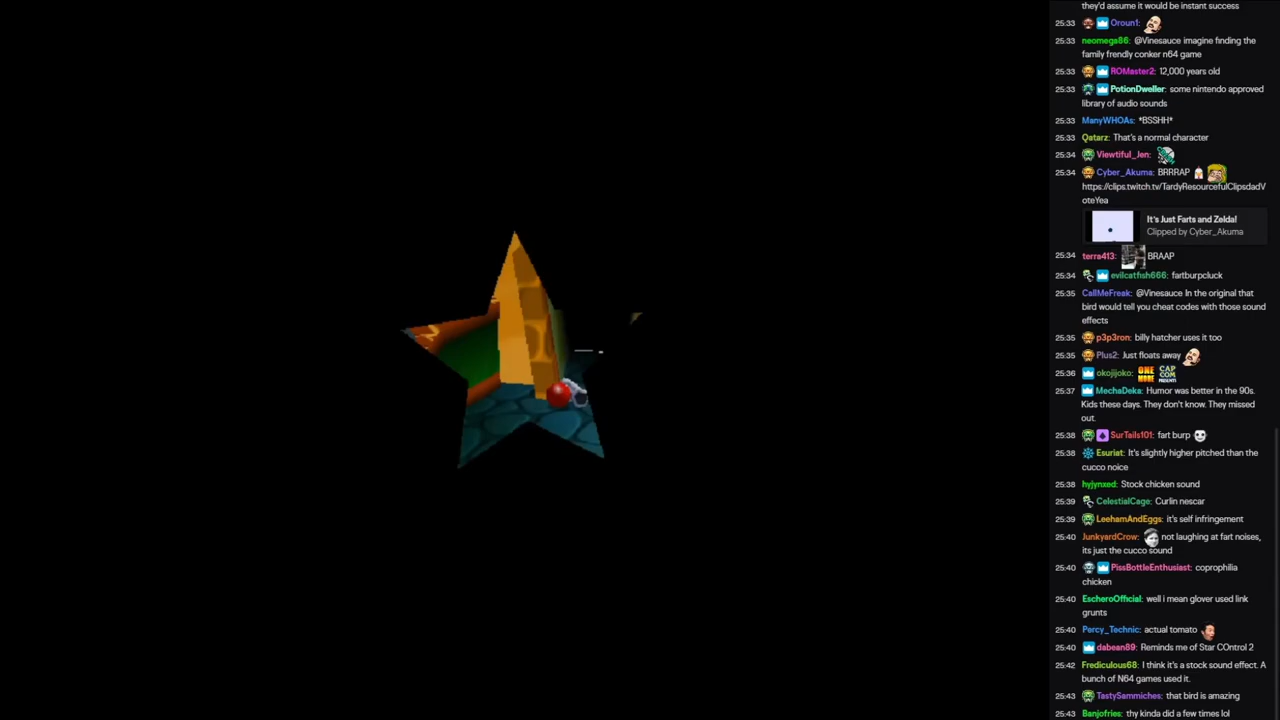 they'd assume it would be instant success
25:33 Oroun1:
25:33 neomega86: @Vinesauce imagine finding the
family frendly conker n64 game
25:33 ROMaster2: 12,000 years old
25:33 PotionDweller: some nintendo approved
library of audio sounds
25:33 ManyWHOAs: *BSSHH*
25:33 Qatarz: That's a normal character
25:34 Viewtiful_Jen:
25:34 Cyber_Akuma: BRRRAP
https://clips.twitch.tv/TardyResourcefulClipsdadV
oteYea
It's Just Farts and Zelda!
Clipped by Cyber_Akuma
25:34 terra413: BRAAP
25:34 evilcatfish666: fartburpcluck
25:35 CallMeFreak: @Vinesauce In the original that
bird would tell you cheat codes with those sound
effects
25:35 p3p3ron: billy hatcher uses it too
25:35 Plus2: Just floats away
25:36 okojijoko: ONE MORE CAP COM
25:37 MechaDeka: Humor was better in the 90s.
Kids these days. They don't know. They missed
out.
25:38 SurTails101: fart burp
25:38 Esuriat: It's slightly higher pitched than the
cucco noice
25:38 hyjynxed: Stock chicken sound
25:39 CelestialCage: Curlin nescar
25:39 LeehamAndEggs: it's self infringement
25:40 JunkyardCrow: not laughing at fart noises,
its just the cucco sound
25:40 PissBottleEnthusiast: coprophilia
chicken
25:40 EscheroOfficial: well i mean glover used link
grunts
25:40 Percy_Technic: actual tomato
25:40 dabean89: Reminds me of Star COntrol 2
25:42 Frediculous68: I think it's a stock sound effect. A
bunch of N64 games used it.
25:43 TastySammiches: that bird is amazing
25:43 Banjofries: thy kinda did a few times lol